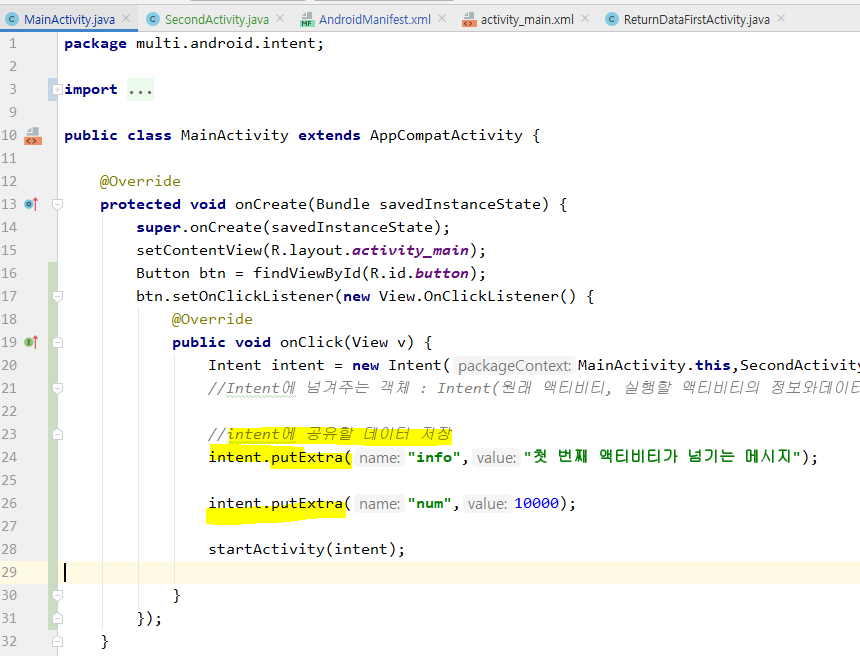 MainActivity.java × SecondActivity.java × AndroidManifest.xml × activity_main.xml × ReturnDataFirstActivity.java ×
1 package multi.android.intent;
2
3 import ...
9
10 public class MainActivity extends AppCompatActivity {
11
12 @Override
13 protected void onCreate(Bundle savedInstanceState) {
14 super.onCreate(savedInstanceState);
15 setContentView(R.layout.activity_main);
16 Button btn = findViewById(R.id.button);
17 btn.setOnClickListener(new View.OnClickListener() {
18 @Override
19 public void onClick(View v) {
20 Intent intent = new Intent( packageContext: MainActivity.this,SecondActivity
21 //Intent에 넘겨주는 객체 : Intent(원래 액티비티, 실행할 액티비티의 정보와데이터
22
23 //intent에 공유할 데이터 저장
24 intent.putExtra( name: "info", value: "첫 번째 액티비티가 넘기는 메시지");
25
26 intent.putExtra( name: "num", value: 10000);
27
28 startActivity(intent);
29
30 }
31 });
32 }